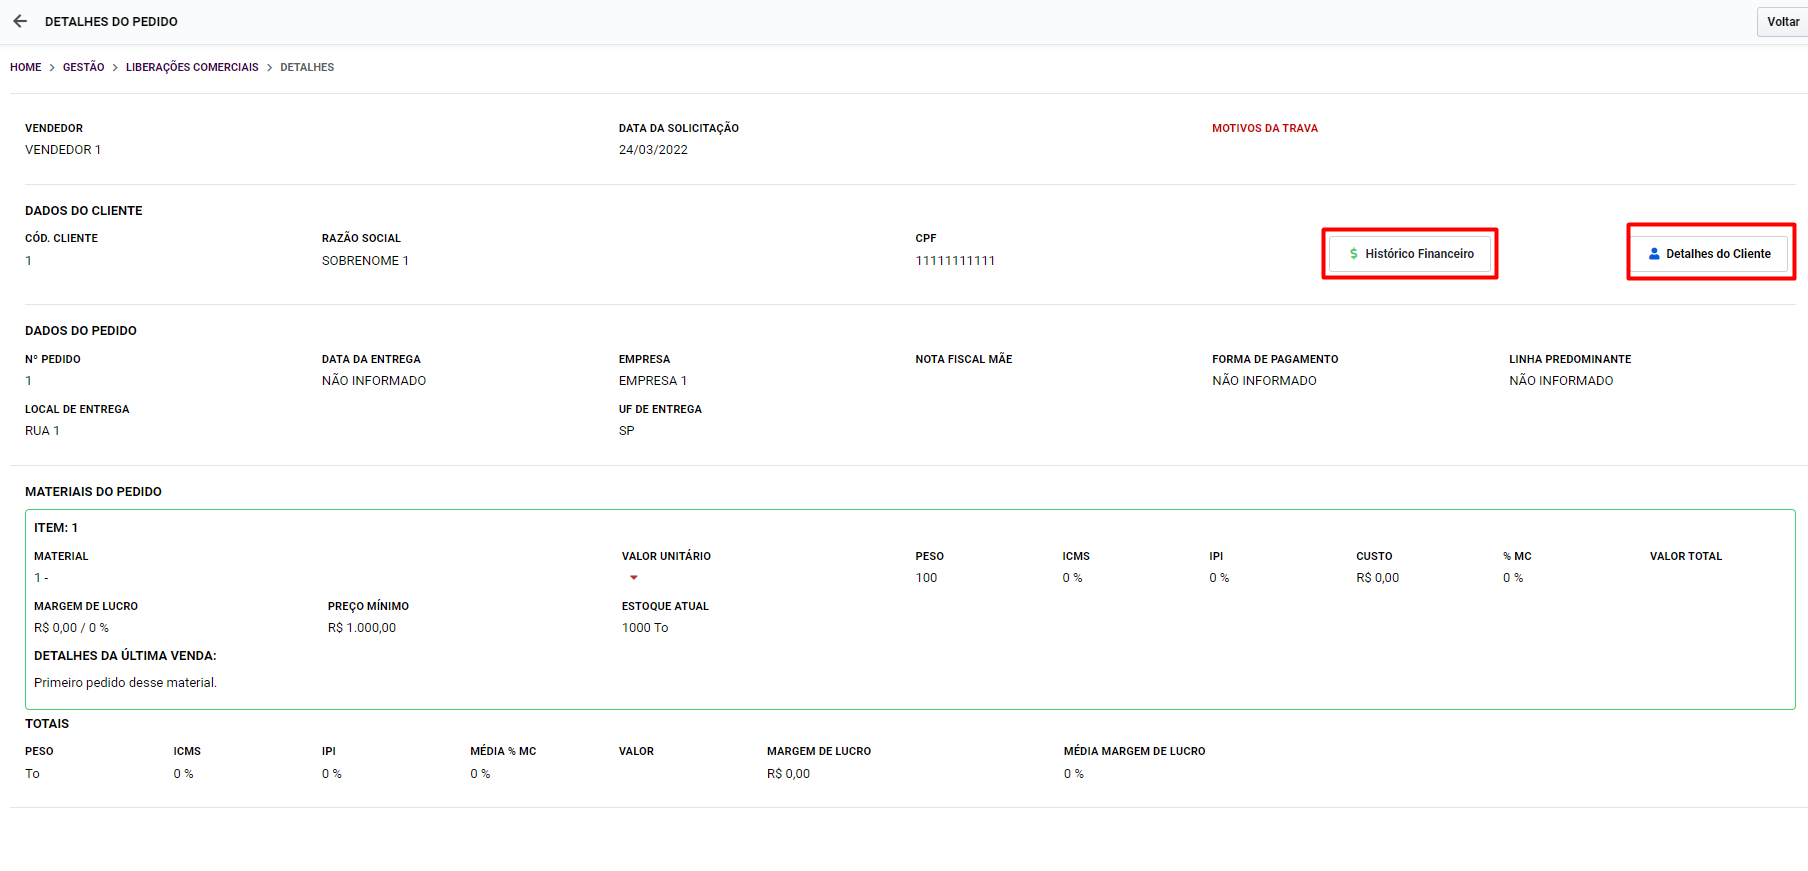 DETALHES DO PEDIDO
Voltar
HOME > GESTÃO > LIBERAÇÕES COMERCIAIS > DETALHES
VENDEDOR DATA DA SOLICITAÇÃO MOTIVOS DA TRAVA
VENDEDOR 1 24/03/2022
DADOS DO CLIENTE
CÓD. CLIENTE RAZÃO SOCIAL CPF
$ Histórico Financeiro Detalhes do Cliente
1 SOBRENOME 1 11111111111
DADOS DO PEDIDO
Nº PEDIDO DATA DA ENTREGA EMPRESA NOTA FISCAL MÃE FORMA DE PAGAMENTO LINHA PREDOMINANTE
1 NÃO INFORMADO EMPRESA 1 NÃO INFORMADO NÃO INFORMADO
LOCAL DE ENTREGA UF DE ENTREGA
RUA 1 SP
MATERIAIS DO PEDIDO
ITEM: 1
MATERIAL VALOR UNITÁRIO PESO ICMS IPI CUSTO % MC VALOR TOTAL
1 - 100 0 % 0 % R$ 0,00 0 %
MARGEM DE LUCRO PREÇO MÍNIMO ESTOQUE ATUAL
R$ 0,00 / 0 % R$ 1.000,00 1000 To
DETALHES DA ÚLTIMA VENDA:
Primeiro pedido desse material.
TOTAIS
PESO ICMS IPI MÉDIA % MC VALOR MARGEM DE LUCRO MÉDIA MARGEM DE LUCRO
To 0 % 0 % 0 % R$ 0,00 0 %